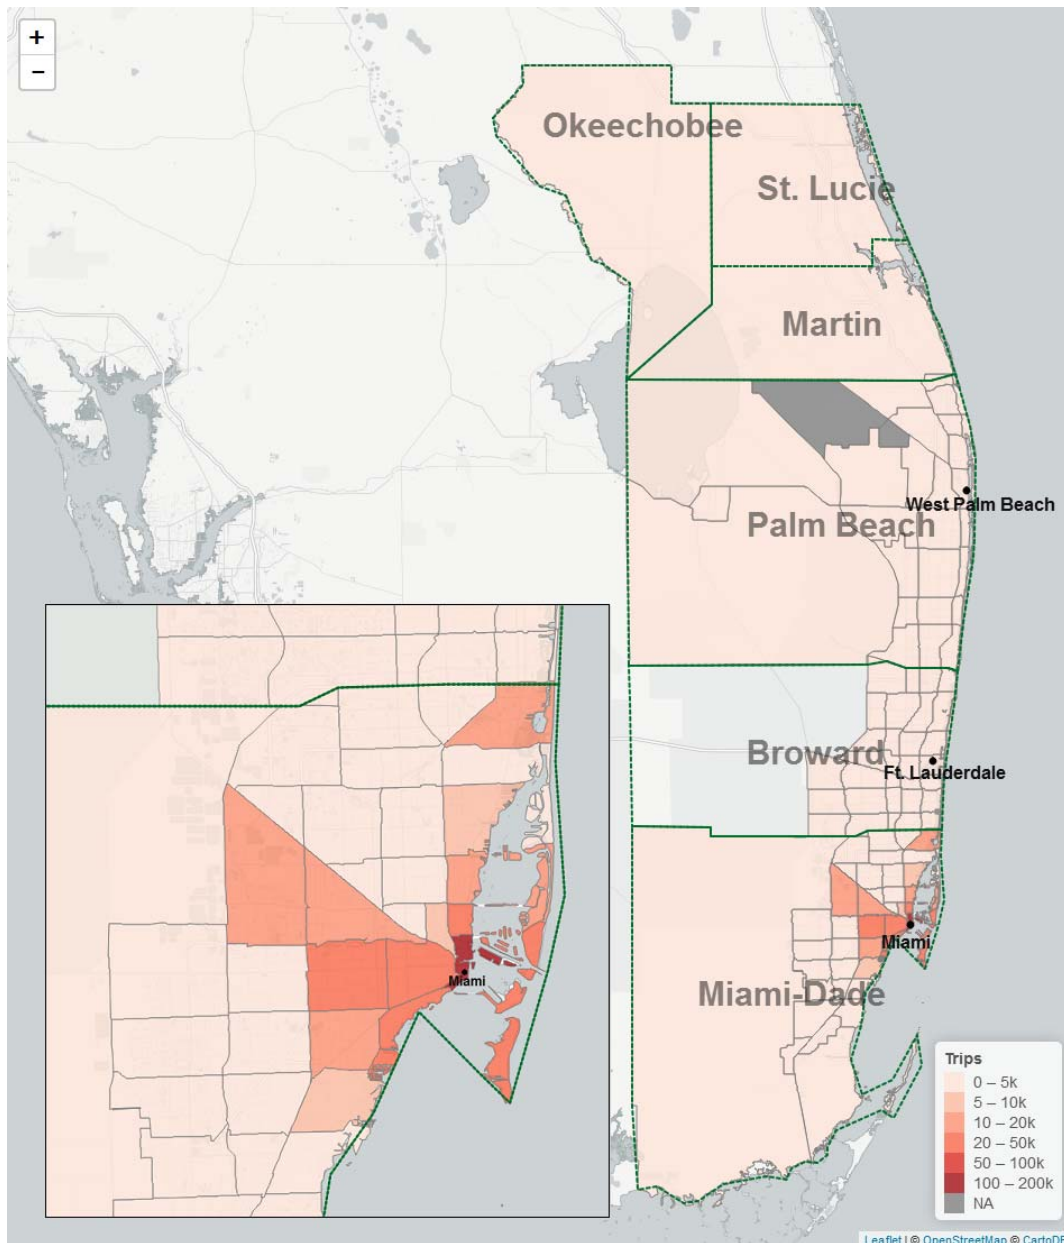 +
−
Okeechobee
St. Lucie
Martin
West Palm Beach
Palm Beach
Broward
Ft. Lauderdale
Miami
Miami-Dade
Miami
Trips
0 – 5k
5 – 10k
10 – 20k
20 – 50k
50 – 100k
100 – 200k
NA
Leaflet | © OpenStreetMap © CartoDB